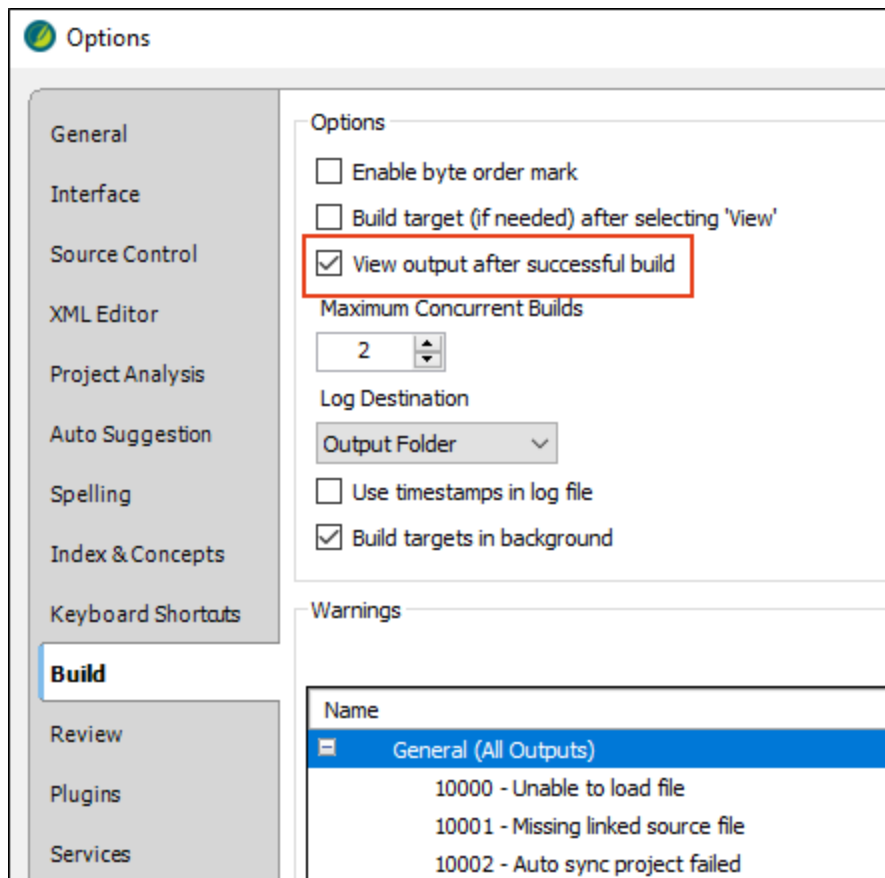 Options
General
Interface
Source Control
XML Editor
Project Analysis
Auto Suggestion
Spelling
Index & Concepts
Keyboard Shortcuts
Build
Review
Plugins
Services
Options
Enable byte order mark
Build target (if needed) after selecting 'View'
View output after successful build
Maximum Concurrent Builds
2
Log Destination
Output Folder
Use timestamps in log file
Build targets in background
Warnings
Name
General (All Outputs)
10000 - Unable to load file
10001 - Missing linked source file
10002 - Auto sync project failed